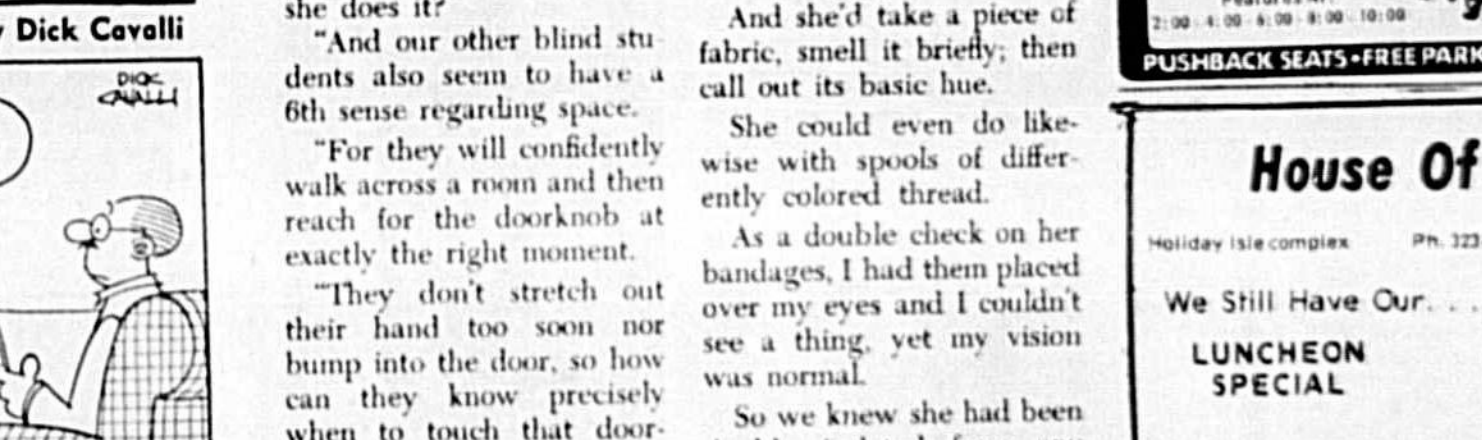 Dick Cavalli
DICK
CAVALLI
she does it?
"And our other blind stu-
dents also seem to have a
6th sense regarding space.
"For they will confidently
walk across a room and then
reach for the doorknob at
exactly the right moment.
"They don't stretch out
their hand too soon nor
bump into the door, so how
can they know precisely
when to touch that door-
And she'd take a piece of
fabric, smell it briefly; then
call out its basic hue.
She could even do like-
wise with spools of differ-
ently colored thread.
As a double check on her
bandages, I had them placed
over my eyes and I couldn't
see a thing, yet my vision
was normal.
So we knew she had been
2:00 - 4:00 - 6:00 - 8:00 - 10:00
PUSHBACK SEATS • FREE PARK
House Of
Holiday Isle complex Ph. 323
We Still Have Our. . .
LUNCHEON
SPECIAL